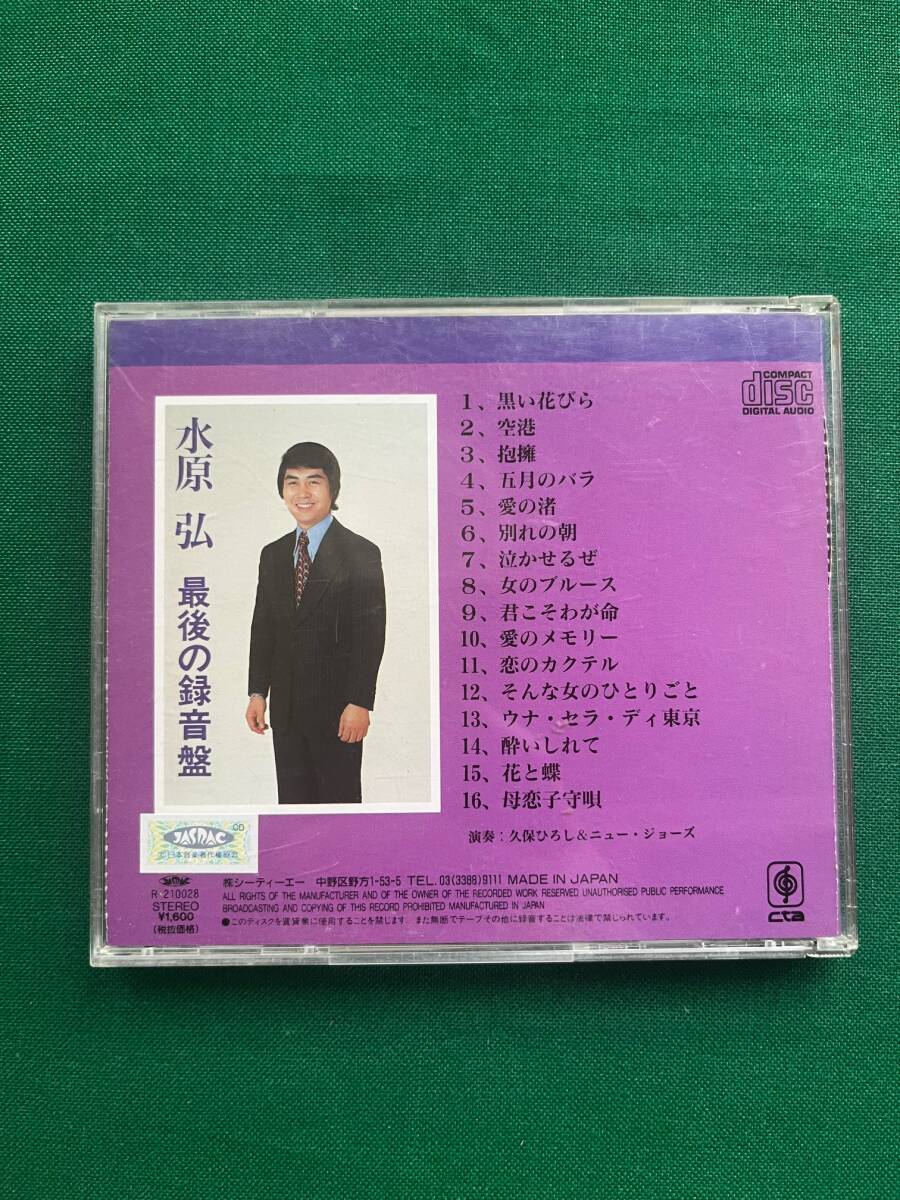 水原 弘 最後の録音盤
COMPACT
disc
DIGITAL AUDIO
1、黒い花びら
2、空港
3、抱擁
4、五月のバラ
5、愛の渚
6、別れの朝
7、泣かせるぜ
8、女のブルース
9、君こそわが命
10、愛のメモリー
11、恋のカクテル
12、そんな女のひとりごと
13、ウナ・セラ・ディ東京
14、酔いしれて
15、花と蝶
16、母恋子守唄
演奏：久保ひろし＆ニュー・ジョーズ
CD
JASRAC
日本音楽著作権協会
R-210028
STEREO
¥1,600
(税抜価格)
㈱シーティーエー 中野区野方1-53-5 TEL. 03(3388)9111 MADE IN JAPAN
ALL RIGHTS OF THE MANUFACTURER AND OF THE OWNER OF THE RECORDED WORK RESERVED UNAUTHORISED PUBLIC PERFORMANCE
BROADCASTING AND COPYING OF THIS RECORD PROHIBITED MANUFACTURED IN JAPAN
●このディスクを賃貸業に使用することを禁じます。また無断でテープその他に録音することは法律で禁じられています。
cta